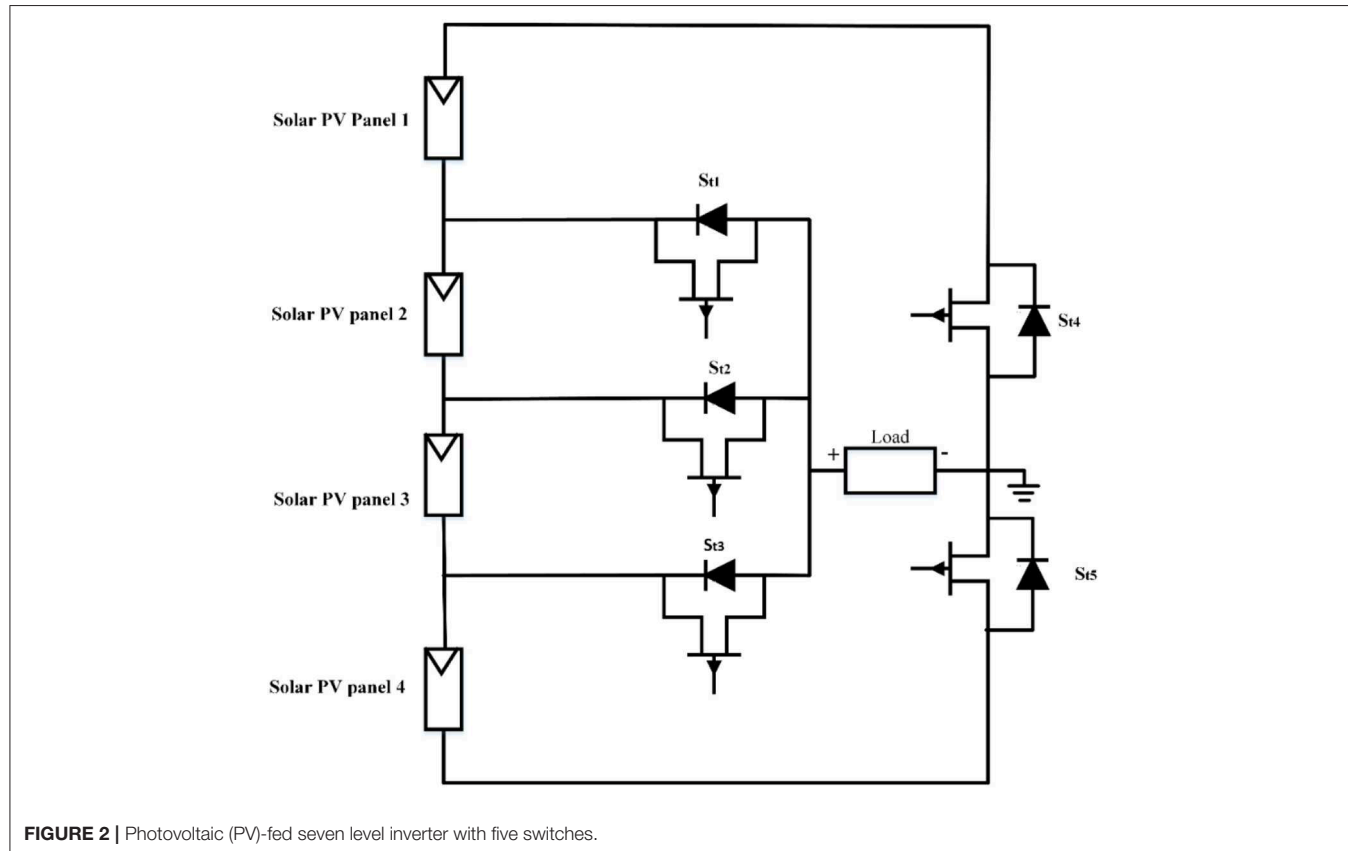 Solar PV Panel 1
St1
Solar PV panel 2
St4
St2
Load
+ -
Solar PV panel 3
St3
St5
Solar PV panel 4
FIGURE 2 | Photovoltaic (PV)-fed seven level inverter with five switches.